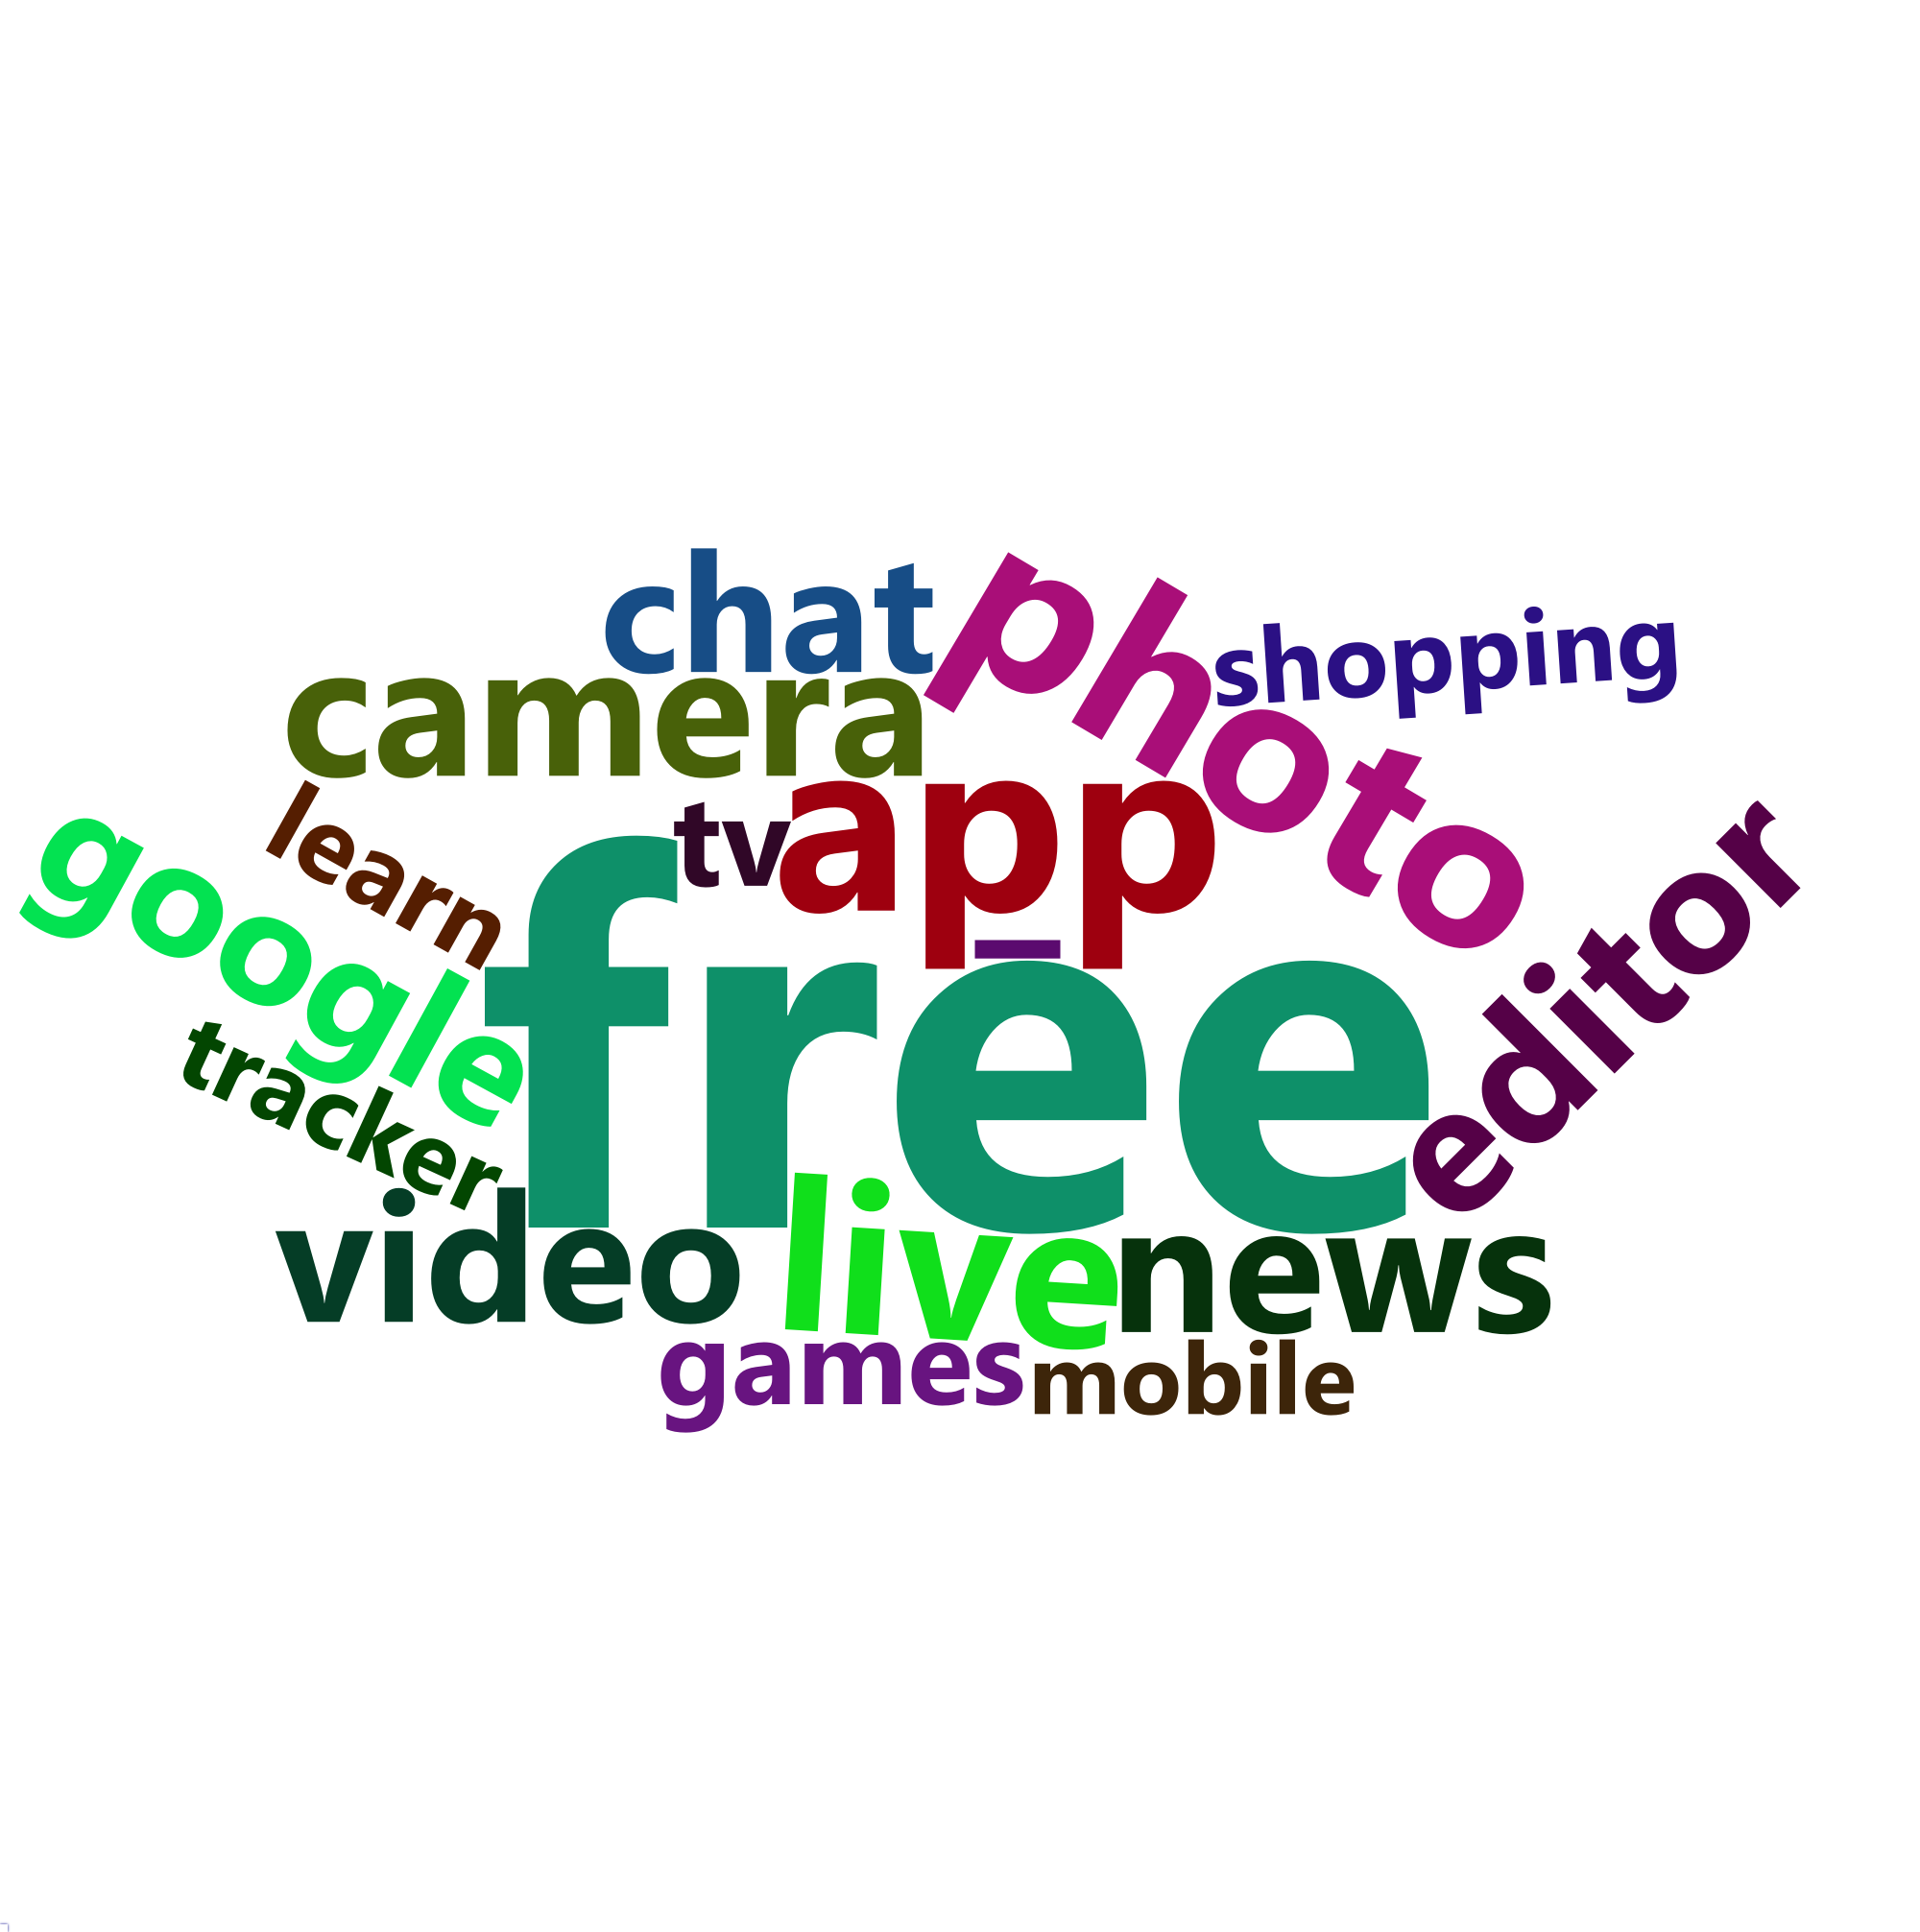 chat
photo
shopping
camera
tv
app
learn
google
editor
–
free
tracker
video
live
news
games
mobile